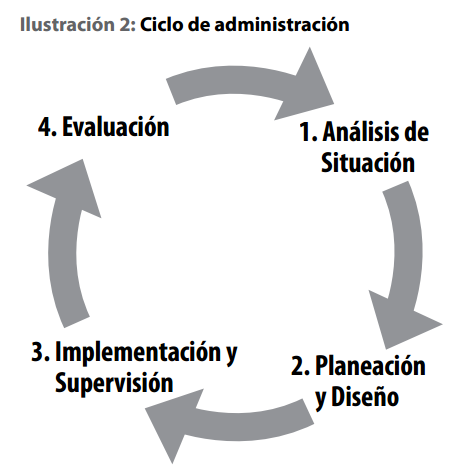 Ilustración 2: Ciclo de administración
4. Evaluación
1. Análisis de
Situación
3. Implementación y
Supervisión
2. Planeación
y Diseño